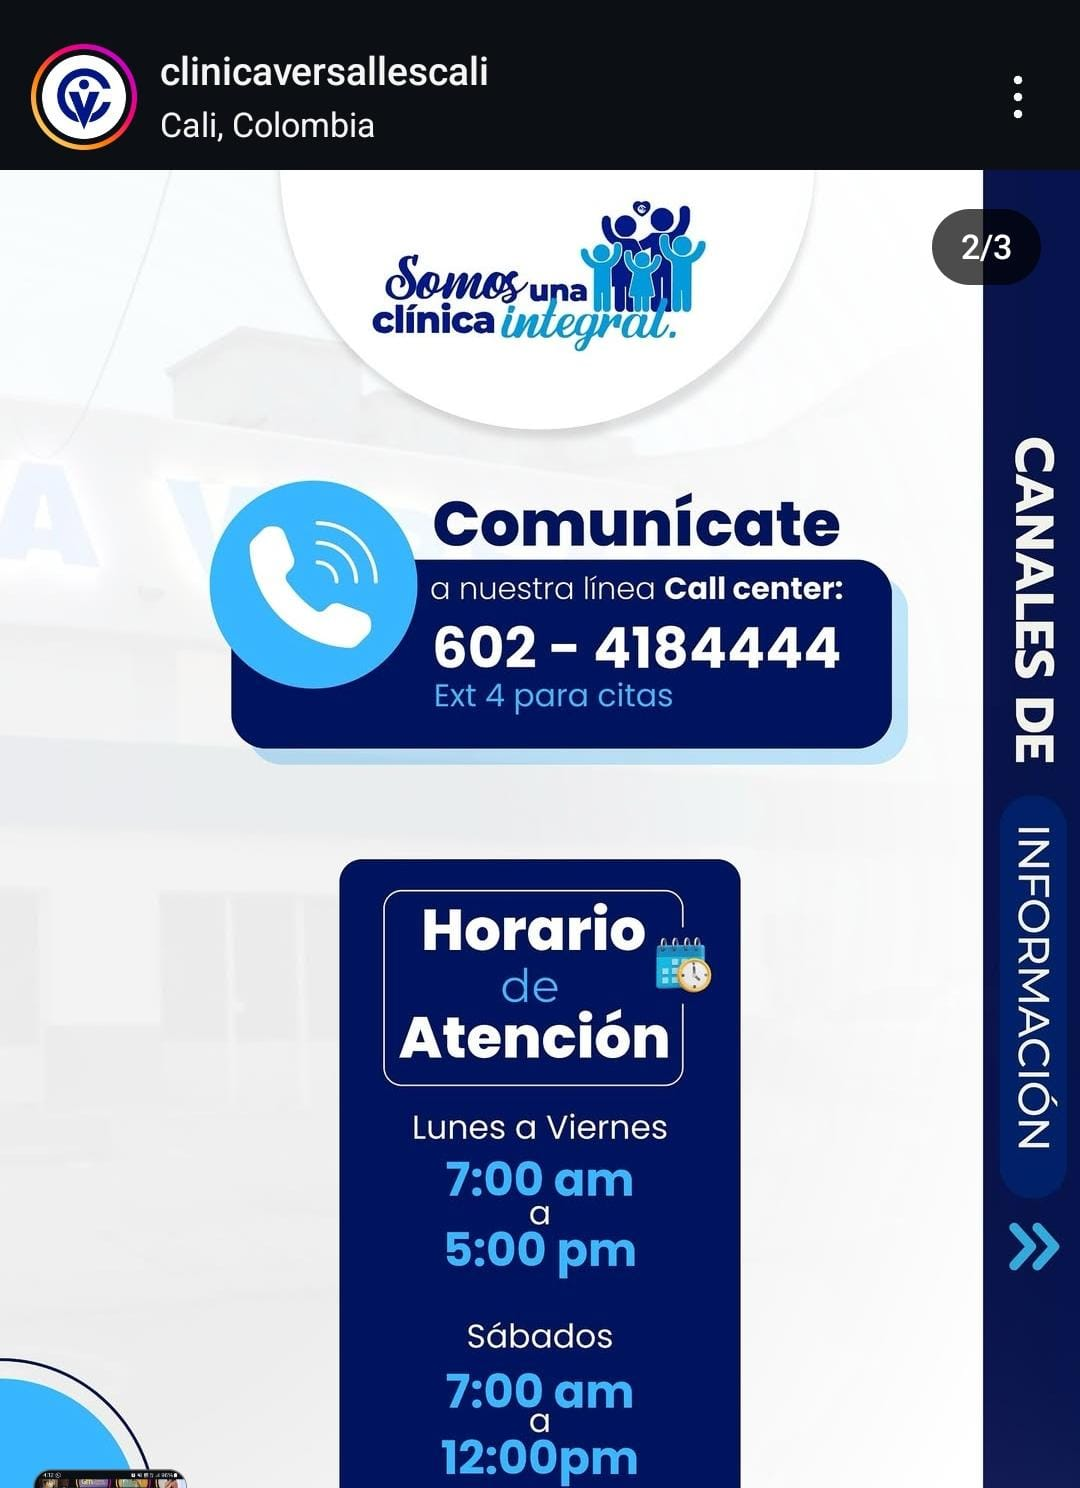 clinicaversallescali
Cali, Colombia
2/3
Somos una
clínica integral.
A V
Comunícate
a nuestra línea Call center:
602 - 4184444
Ext 4 para citas
Horario
de
Atención
Lunes a Viernes
7:00 am
a
5:00 pm
Sábados
7:00 am
a
12:00pm
CANALES DE
INFORMACIÓN